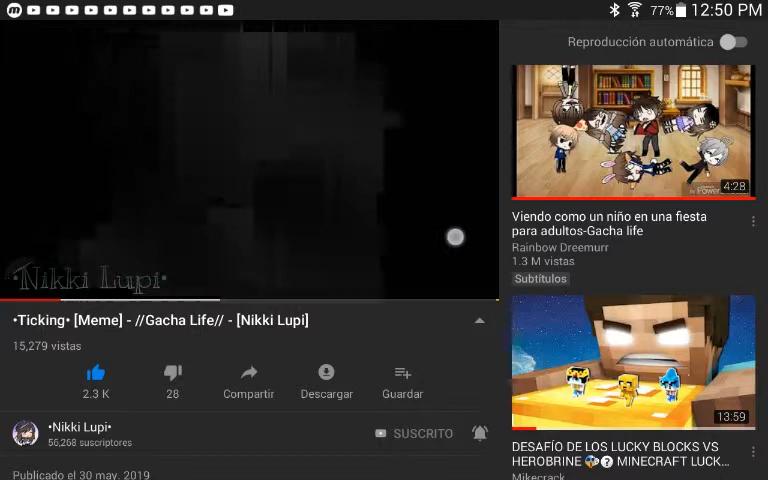 77% 12:50 PM
Reproducción automática
•Nikki Lupi•
•Ticking• [Meme] - //Gacha Life// - [Nikki Lupi]
15,279 vistas
2.3 K
28
Compartir
Descargar
Guardar
•Nikki Lupi•
56,268 suscriptores
SUSCRITO
Publicado el 30 may. 2019
4:28
Viendo como un niño en una fiesta
para adultos-Gacha life
Rainbow Dreemurr
1.3 M vistas
Subtítulos
13:59
DESAFÍO DE LOS LUCKY BLOCKS VS
HEROBRINE 😱❓ MINECRAFT LUCK...
Mikecrack